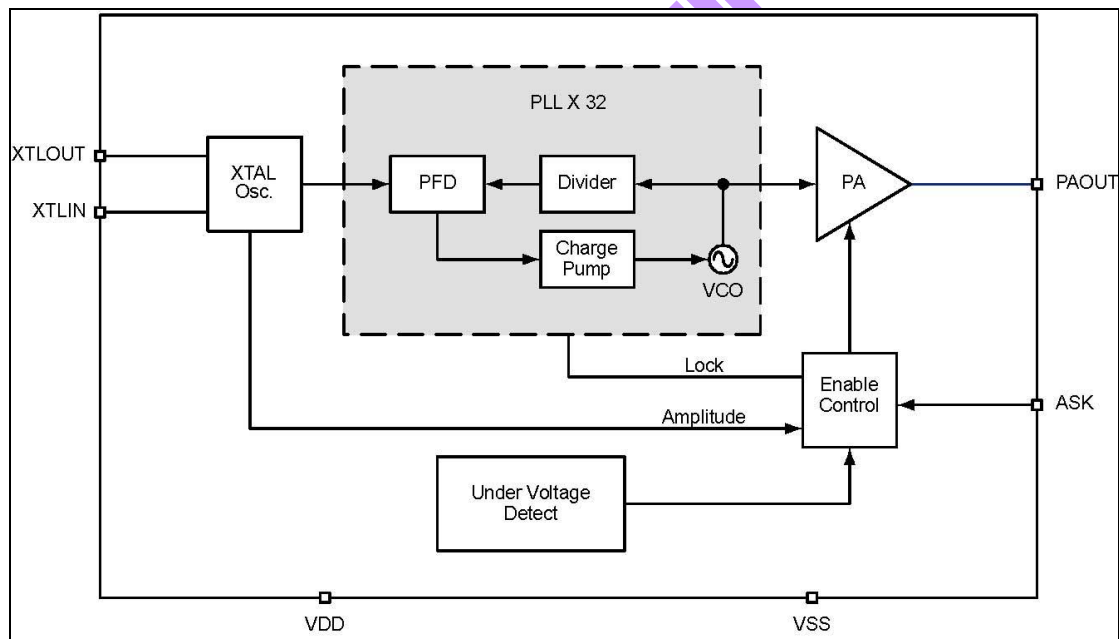 PLL X 32
XTLOUT
XTLIN
XTAL
Osc.
PFD
Divider
PA
PAOUT
Charge
Pump
VCO
Lock
Enable
Control
ASK
Amplitude
Under Voltage
Detect
VDD
VSS